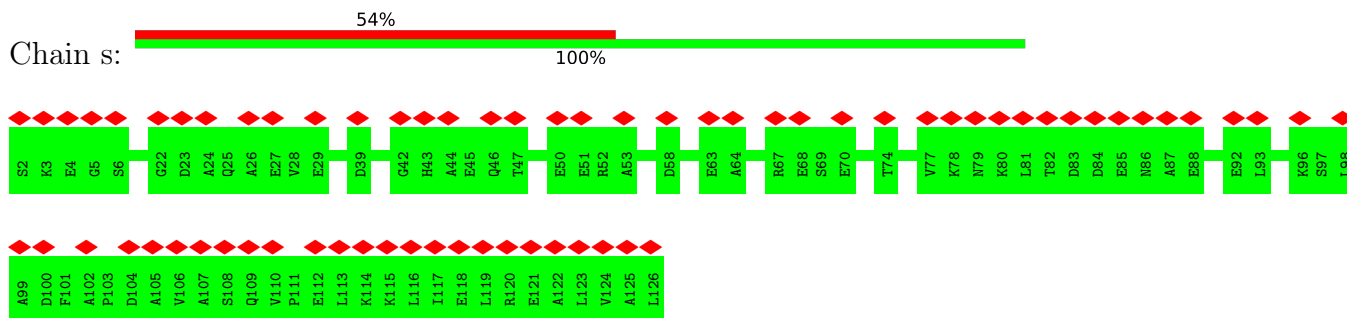 54%
Chain s:
100%
S2 K3 E4 G5 S6 G22 D23 A24 Q25 A26 E27 V28 E29 D39 G42 H43 A44 E45 Q46 T47 E50 E51 R52 A53 D58 E63 A64 R67 E68 S69 E70 T74 V77 K78 N79 K80 L81 T82 D83 D84 E85 N86 A87 E88 E92 L93 K96 S97 L98
A99 D100 F101 A102 P103 D104 A105 V106 A107 S108 Q109 V110 P111 E112 L113 K114 K115 L116 I117 E118 L119 R120 E121 A122 L123 V124 A125 L126